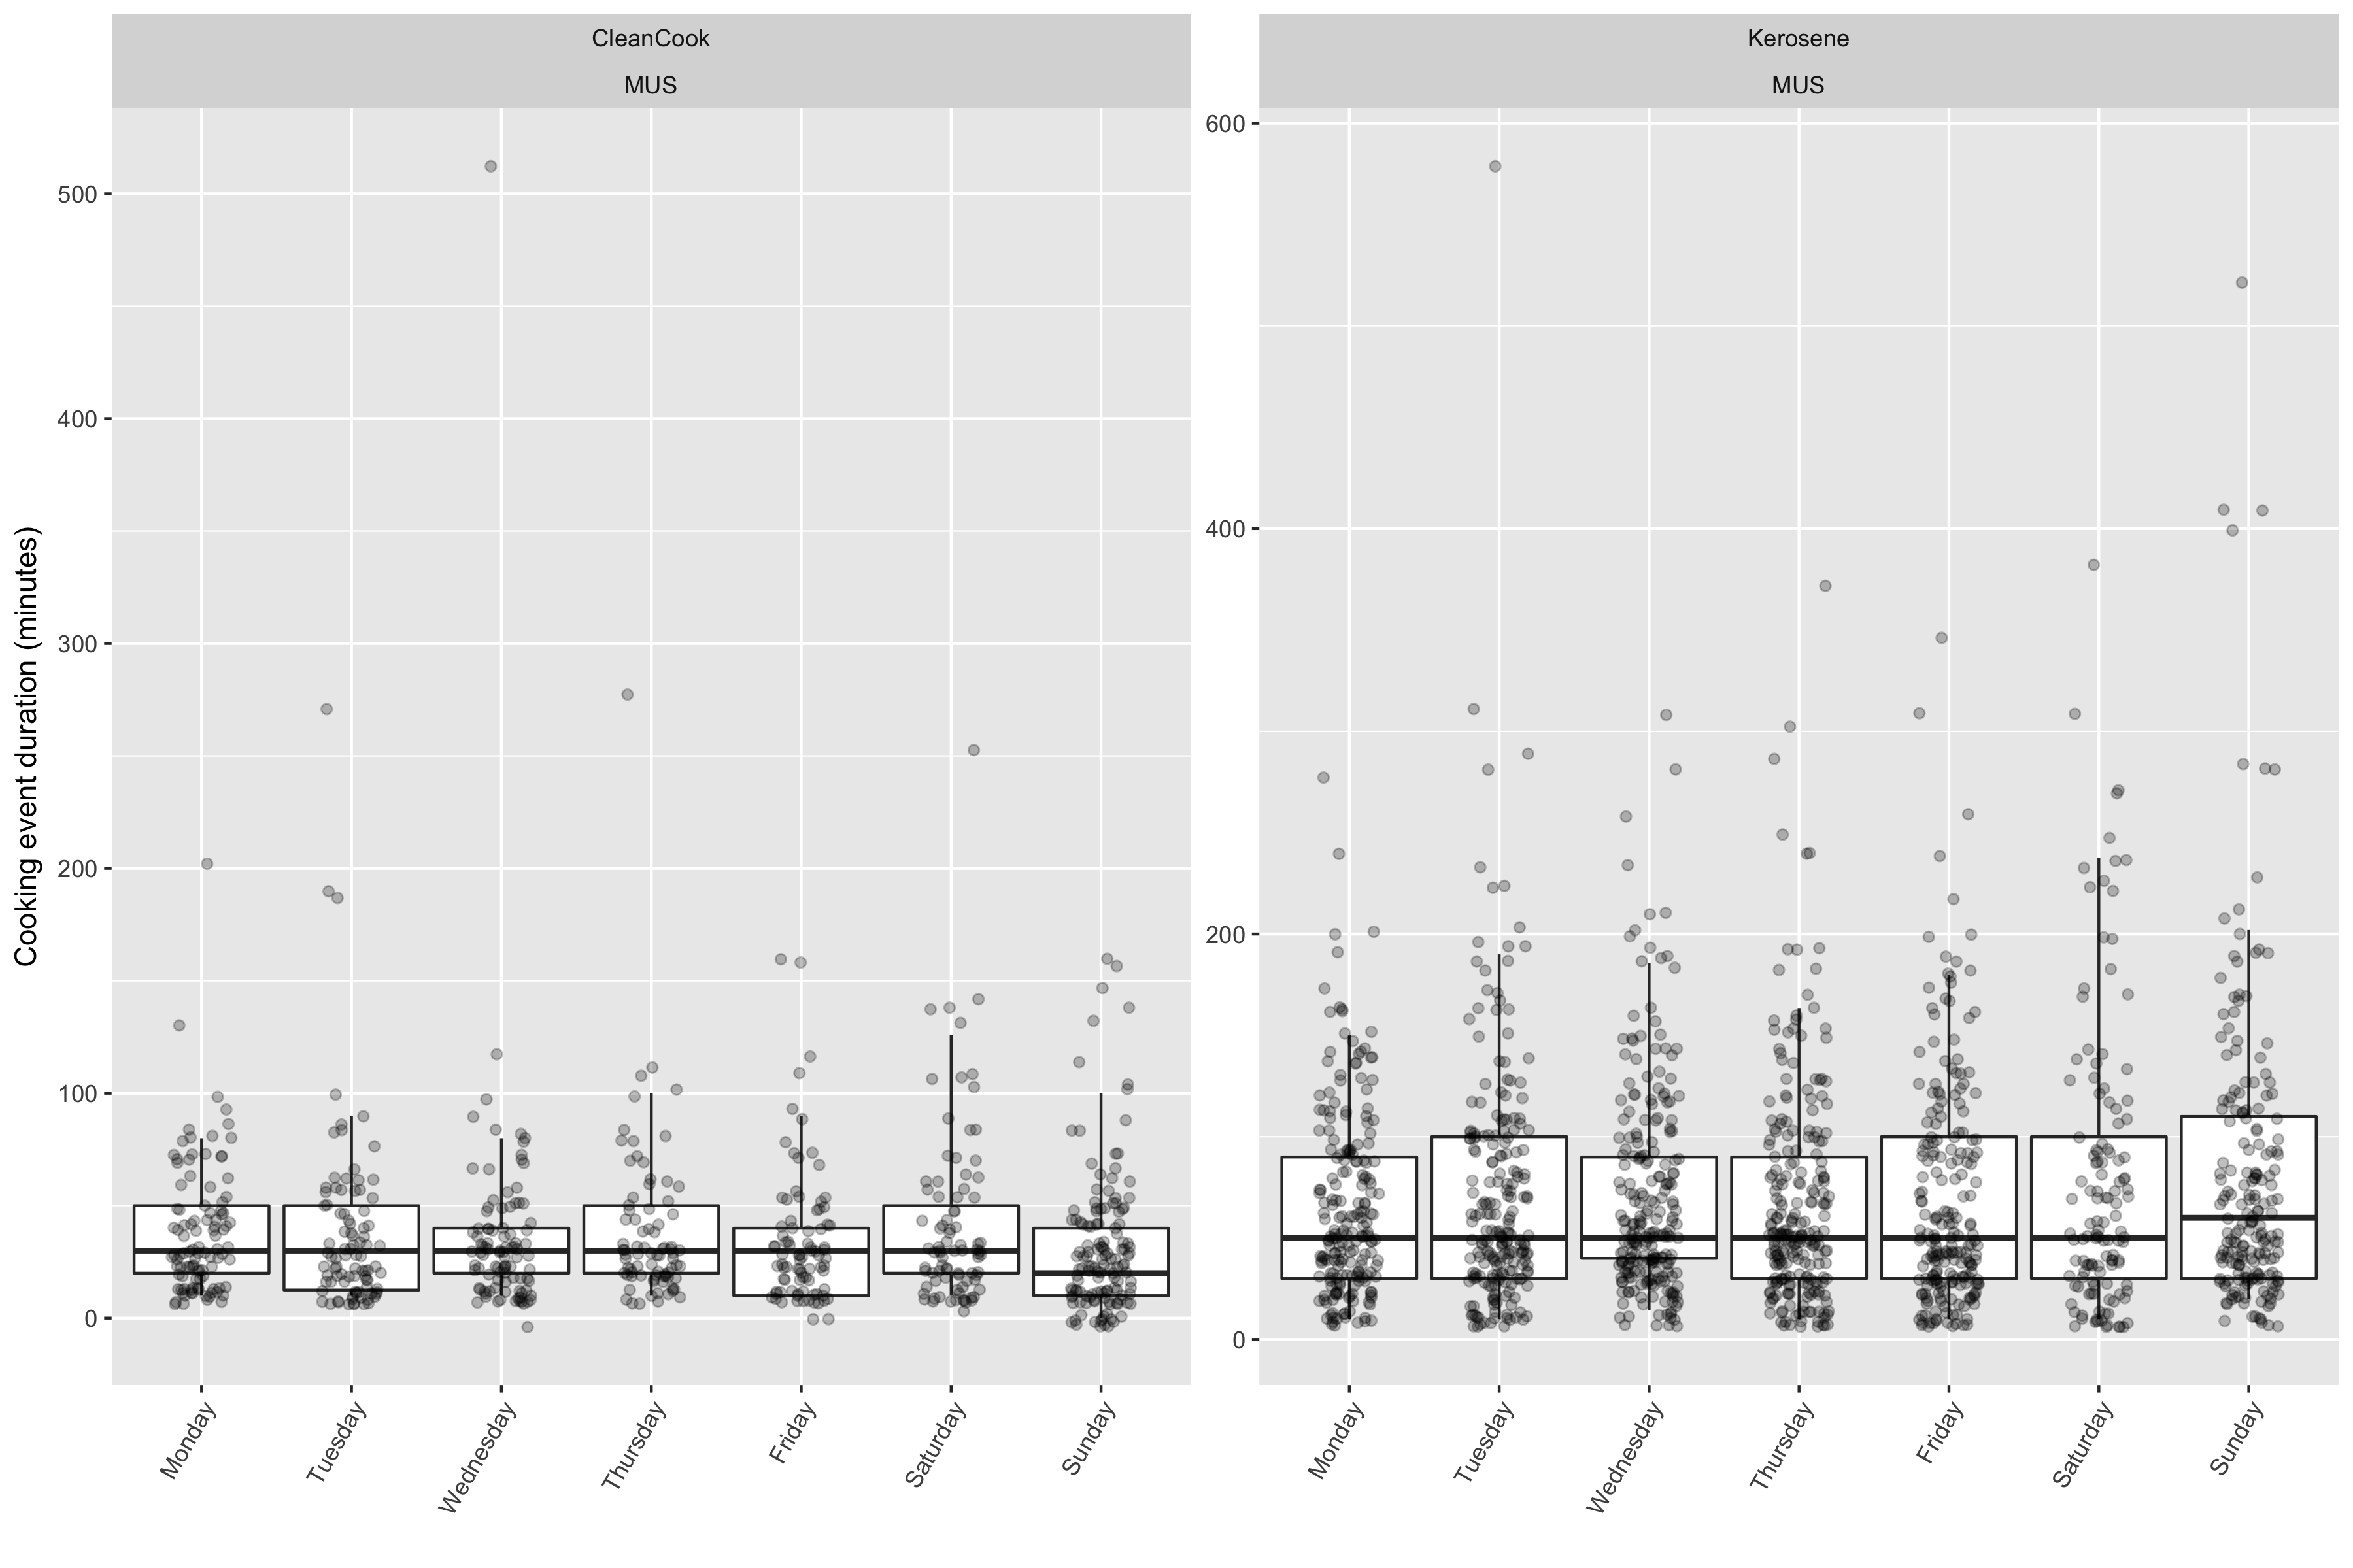 CleanCook
MUS
Kerosene
MUS
Cooking event duration (minutes)
500
400
300
200
100
0
600
400
200
0
Monday
Tuesday
Wednesday
Thursday
Friday
Saturday
Sunday
Monday
Tuesday
Wednesday
Thursday
Friday
Saturday
Sunday